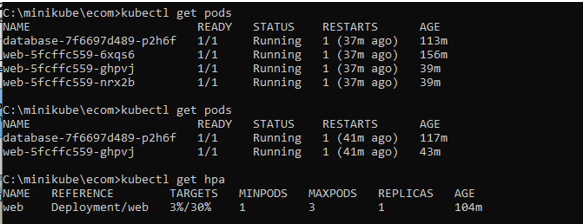 C:\minikube\ecom>kubectl get pods
NAME READY STATUS RESTARTS AGE
database-7f6697d489-p2h6f 1/1 Running 1 (37m ago) 113m
web-5fcffc559-6xqs6 1/1 Running 1 (37m ago) 156m
web-5fcffc559-ghpvj 1/1 Running 1 (37m ago) 39m
web-5fcffc559-nrx2b 1/1 Running 1 (37m ago) 39m
C:\minikube\ecom>kubectl get pods
NAME READY STATUS RESTARTS AGE
database-7f6697d489-p2h6f 1/1 Running 1 (41m ago) 117m
web-5fcffc559-ghpvj 1/1 Running 1 (41m ago) 43m
C:\minikube\ecom>kubectl get hpa
NAME REFERENCE TARGETS MINPODS MAXPODS REPLICAS AGE
web Deployment/web 3%/30% 1 3 1 104m